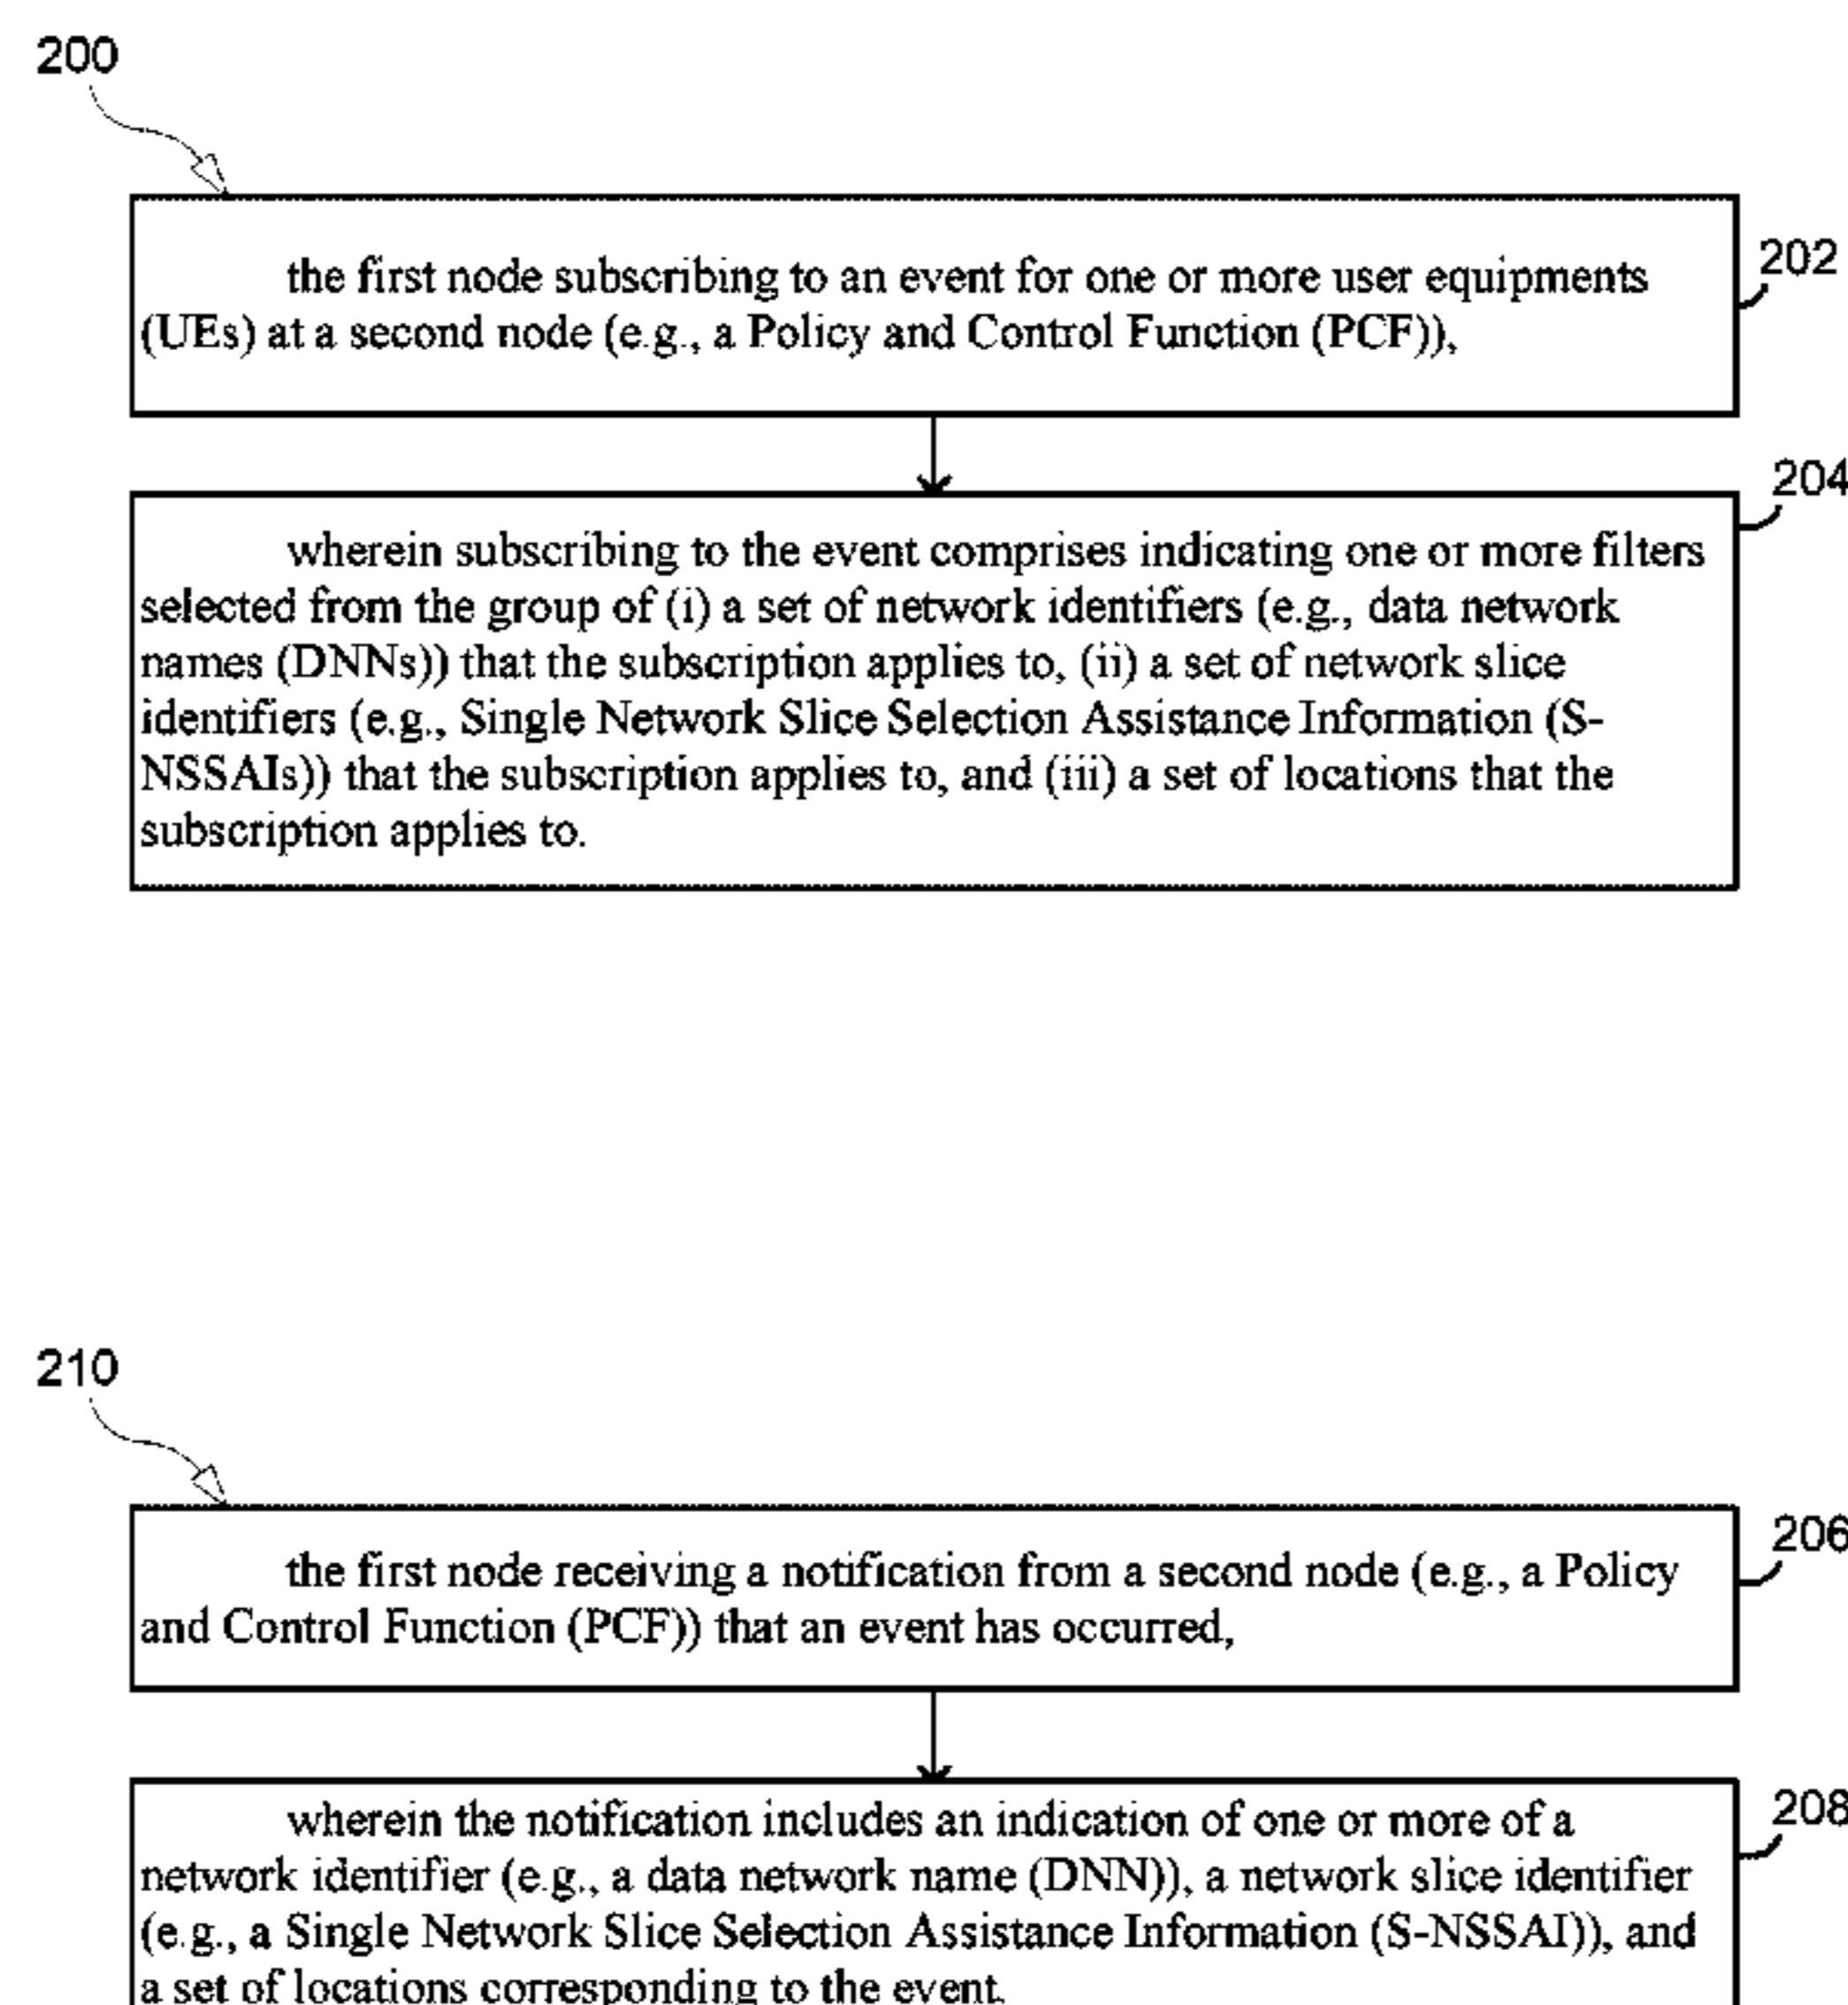 200
the first node subscribing to an event for one or more user equipments
202
(UEs) at a second node (e.g., a Policy and Control Function (PCF)),
204
wherein subscribing to the event comprises indicating one or more filters
selected from the group of (i) a set of network identifiers (e.g., data network
names (DNNs)) that the subscription applies to, (ii) a set of network slice
identifiers (e.g., Single Network Slice Selection Assistance Information (S-
NSSAIs)) that the subscription applies to, and (iii) a set of locations that the
subscription applies to.
210
206
the first node receiving a notification from a second node (e.g., a Policy
and Control Function (PCF)) that an event has occurred,
208
wherein the notification includes an indication of one or more of a
network identifier (e.g., a data network name (DNN)), a network slice identifier
(e.g., a Single Network Slice Selection Assistance Information (S-NSSAI)), and
a set of locations corresponding to the event.